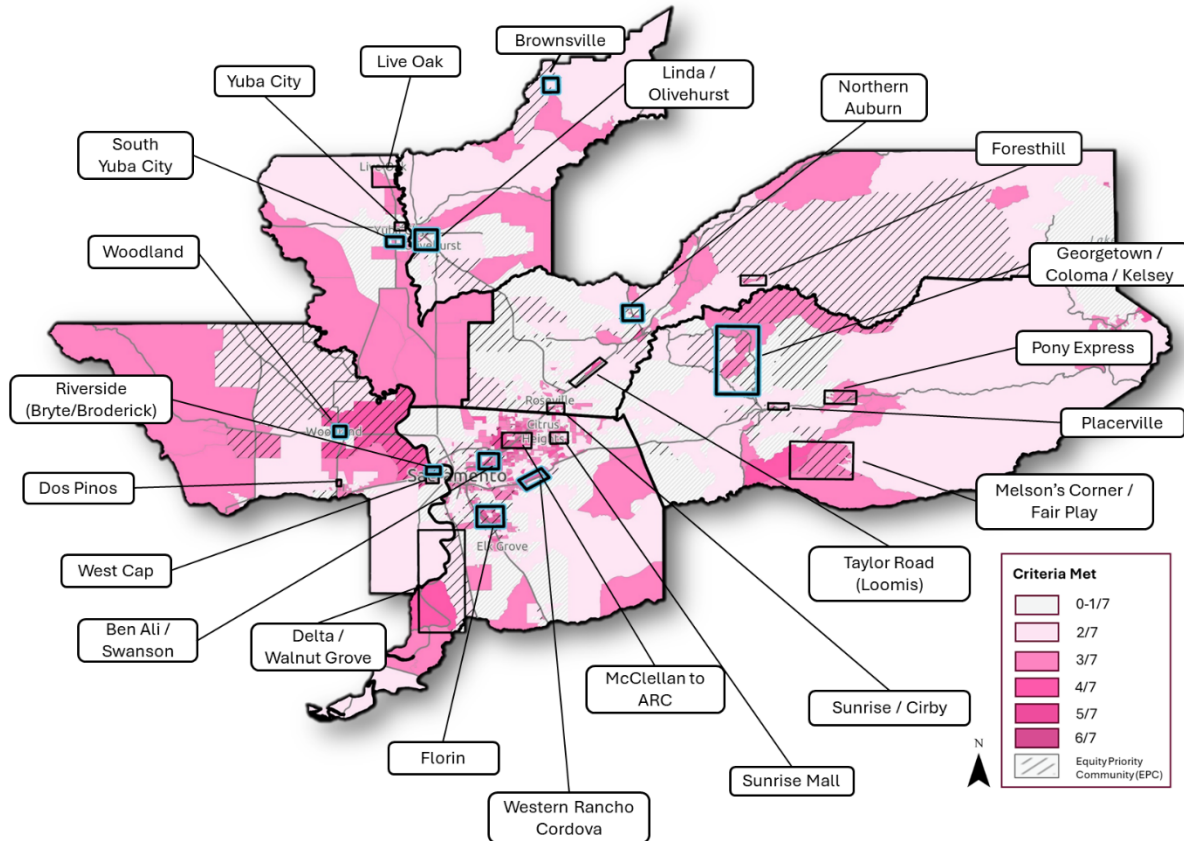 Brownsville
Live Oak
Yuba City
Linda /
Olivehurst
Northern
Auburn
South
Yuba City
Foresthill
Live Oak
Woodland
Georgetown /
Coloma / Kelsey
Riverside
(Bryte/Broderick)
Pony Express
Placerville
Roseville
Citrus
Heights
Woodland
Sacramento
Dos Pinos
Melson's Corner /
Fair Play
Elk Grove
West Cap
Taylor Road
(Loomis)
Ben Ali /
Swanson
Delta /
Walnut Grove
McClellan to
ARC
Sunrise / Cirby
Florin
Sunrise Mall
Western Rancho
Cordova
N
Criteria Met
0-1/7
2/7
3/7
4/7
5/7
6/7
Equity Priority
Community (EPC)